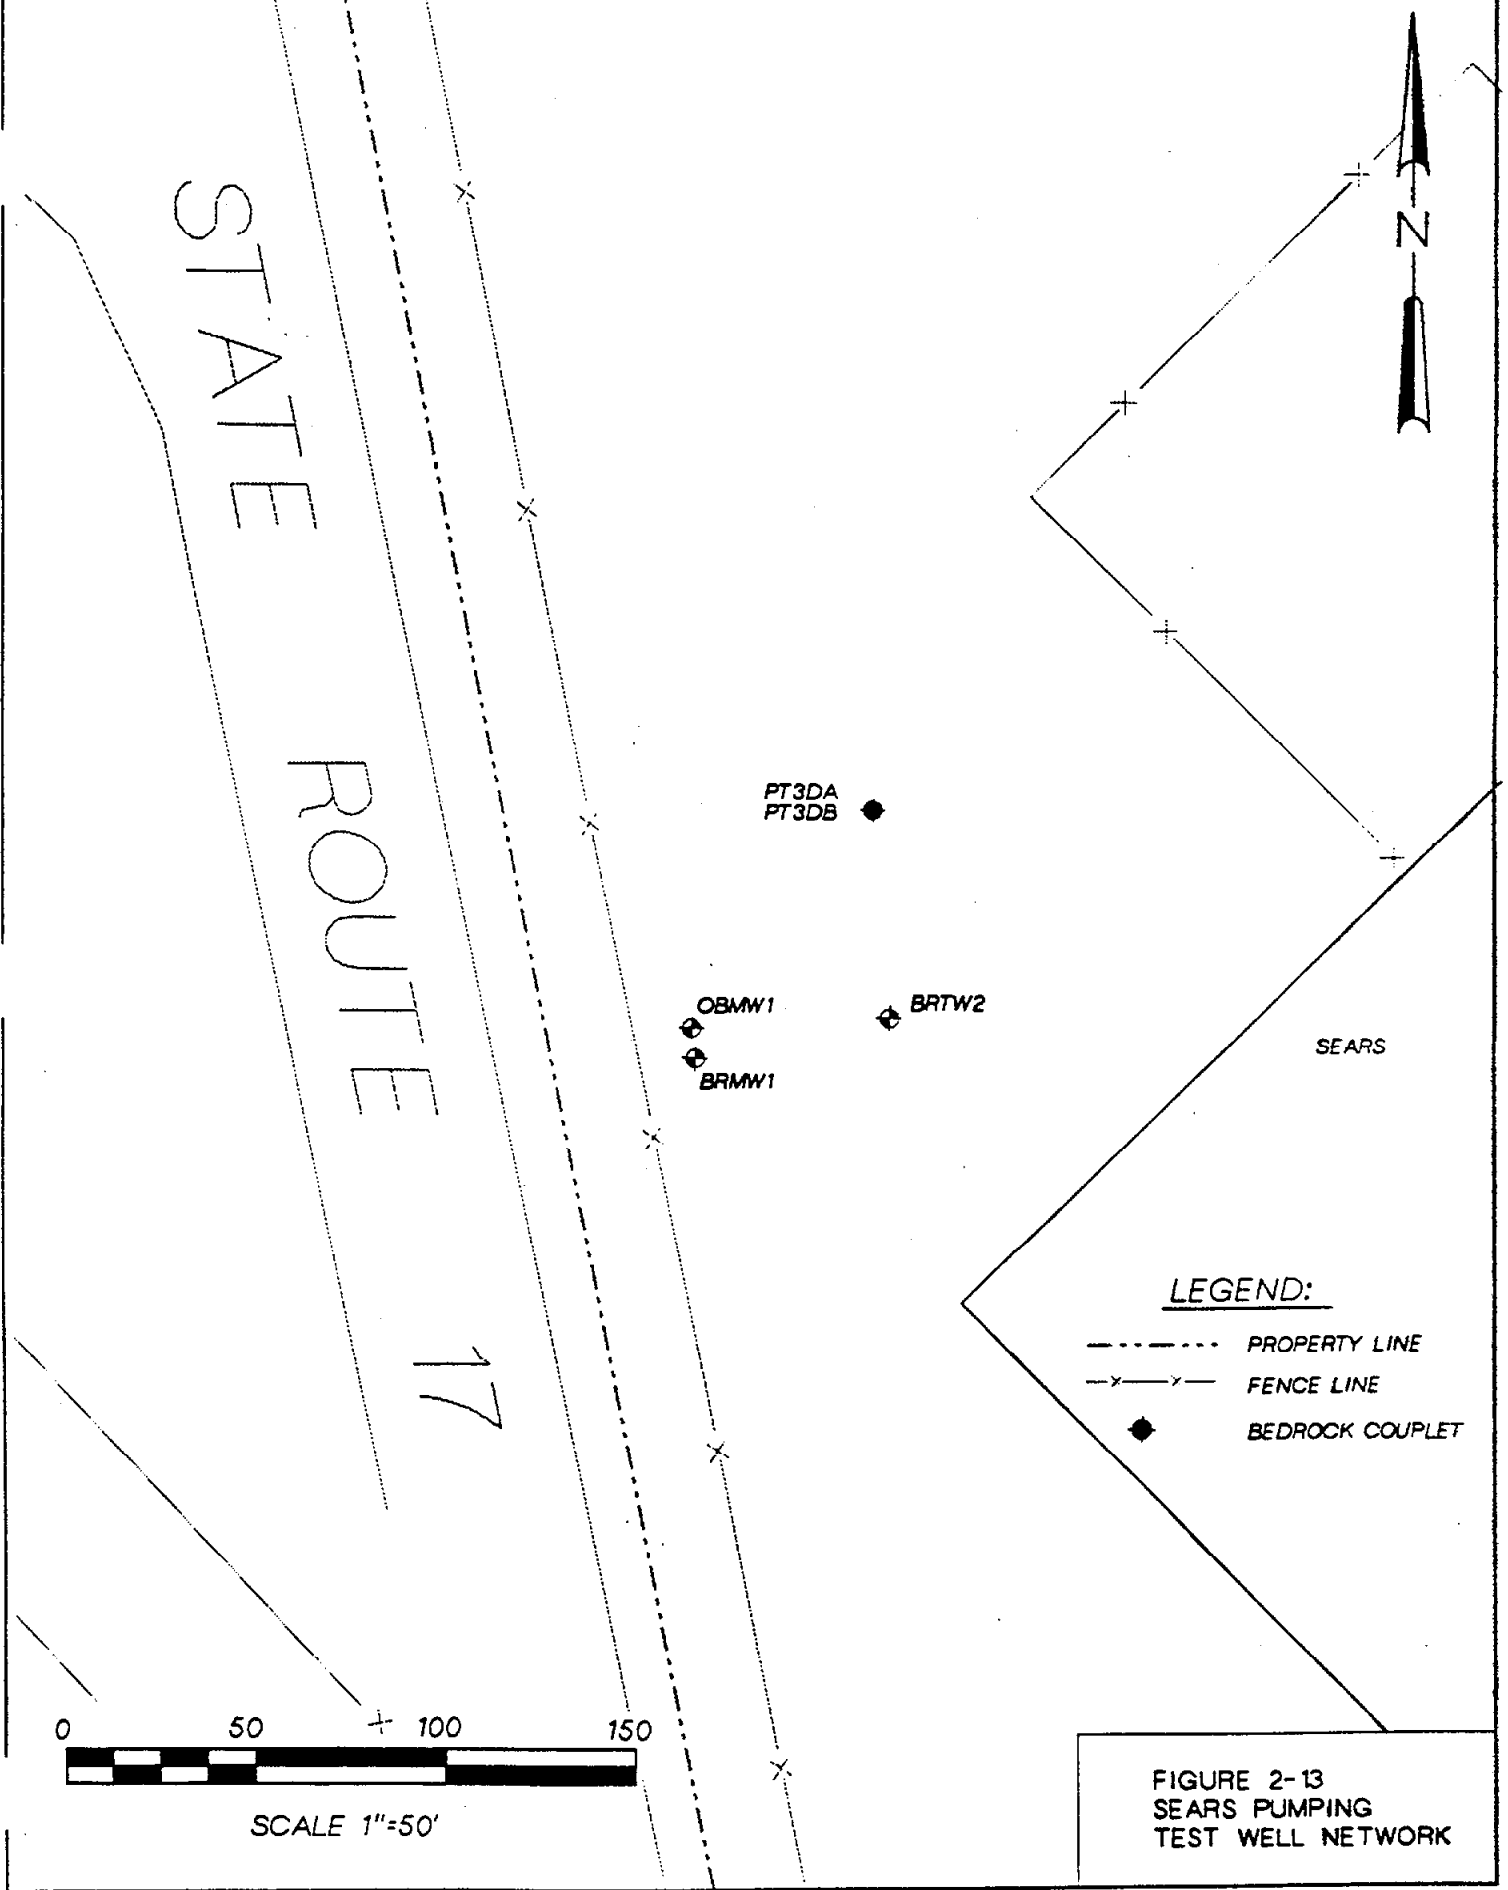 N
STATE ROUTE 17
PT3DA
PT3DB
OBMW1
BRTW2
BRMW1
SEARS
LEGEND:
PROPERTY LINE
FENCE LINE
BEDROCK COUPLET
0 50 100 150
SCALE 1"=50'
FIGURE 2-13
SEARS PUMPING
TEST WELL NETWORK